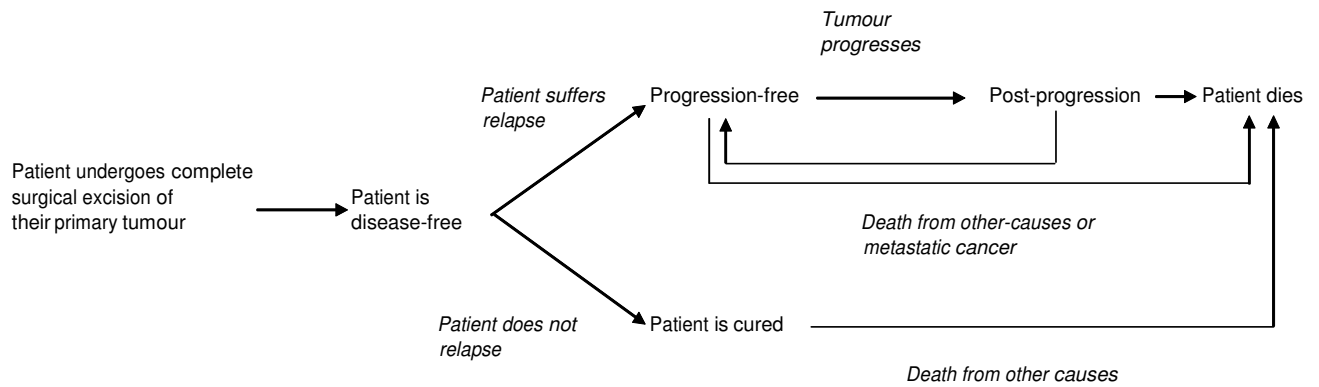 Tumour
progresses
Patient suffers
relapse
Progression-free
Post-progression
Patient dies
Patient undergoes complete
surgical excision of
their primary tumour
Patient is
disease-free
Death from other-causes or
metastatic cancer
Patient does not
relapse
Patient is cured
Death from other causes